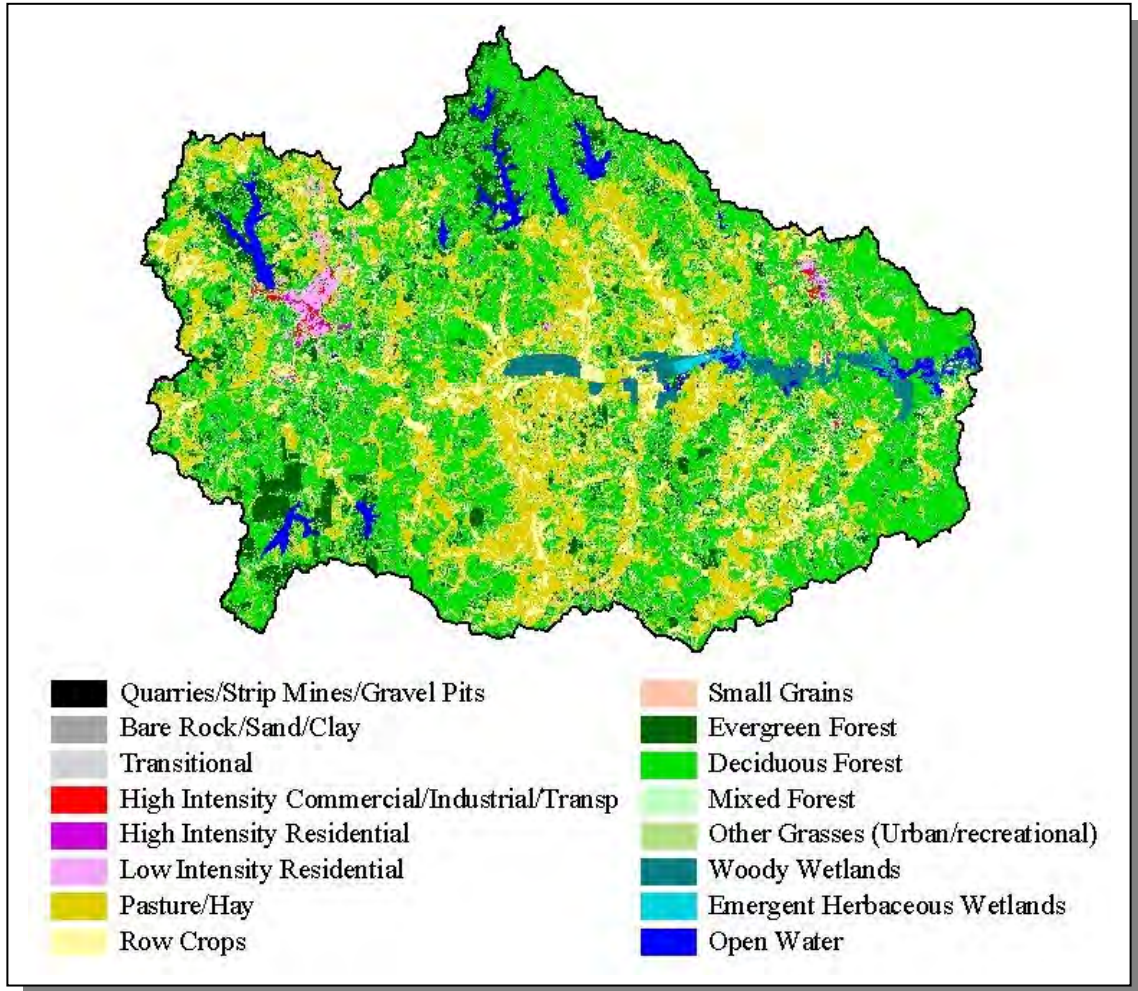 Quarries/Strip Mines/Gravel Pits
Bare Rock/Sand/Clay
Transitional
High Intensity Commercial/Industrial/Transp
High Intensity Residential
Low Intensity Residential
Pasture/Hay
Row Crops
Small Grains
Evergreen Forest
Deciduous Forest
Mixed Forest
Other Grasses (Urban/recreational)
Woody Wetlands
Emergent Herbaceous Wetlands
Open Water